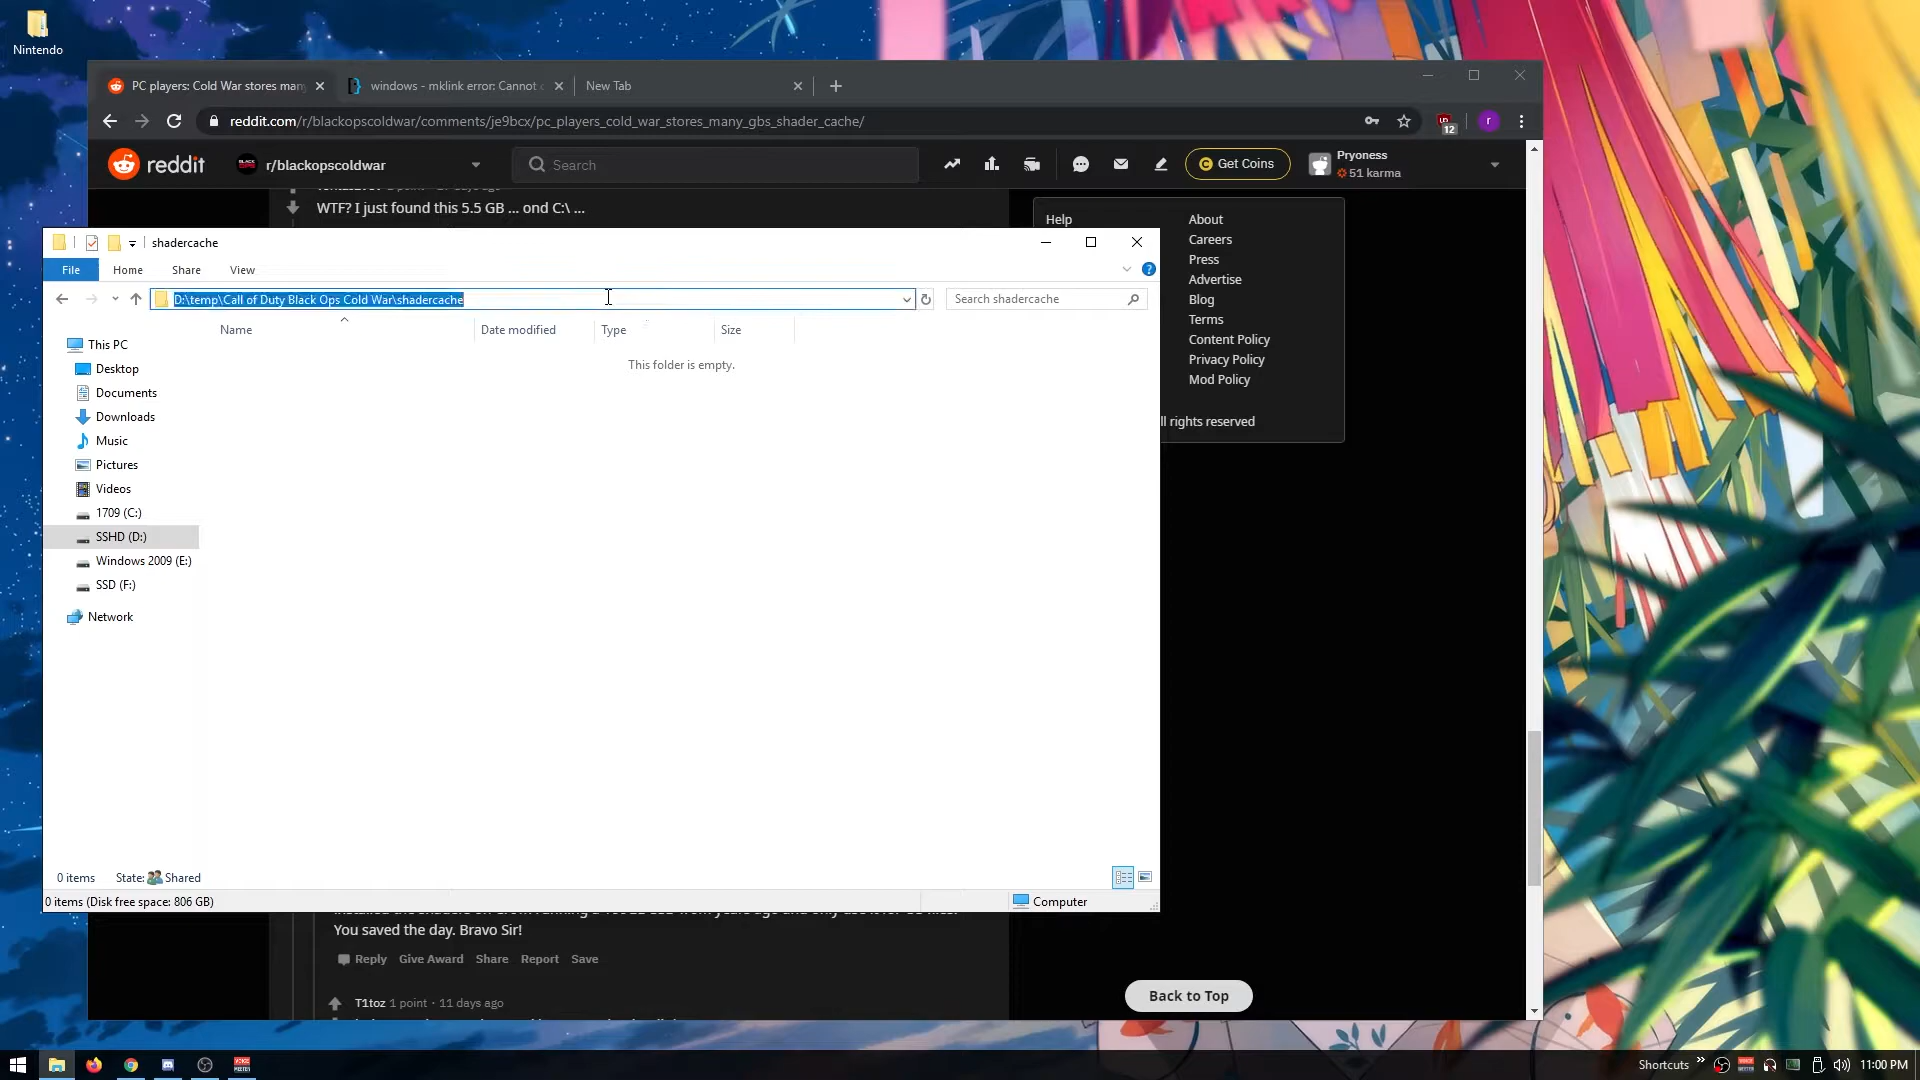 Nintendo
PC players: Cold War stores man
windows - mklink error: Cannot c
New Tab
reddit.com/r/blackopscoldwar/comments/je9bcx/pc_players_cold_war_stores_many_gbs_shader_cache/
12
r
reddit
r/blackopscoldwar
Search
Get Coins
Pryoness
51 karma
WTF? I just found this 5.5 GB ... ond C:\ ...
Help
About
Careers
Press
Advertise
Blog
Terms
Content Policy
Privacy Policy
Mod Policy
ll rights reserved
shadercache
File
Home
Share
View
D:\temp\Call of Duty Black Ops Cold War\shadercache
Search shadercache
Name
Date modified
Type
Size
This folder is empty.
This PC
Desktop
Documents
Downloads
Music
Pictures
Videos
1709 (C:)
SSHD (D:)
Windows 2009 (E:)
SSD (F:)
Network
0 items
State:
Shared
0 items (Disk free space: 806 GB)
Computer
You saved the day. Bravo Sir!
Reply
Give Award
Share
Report
Save
T1toz 1 point · 11 days ago
Back to Top
Shortcuts
11:00 PM